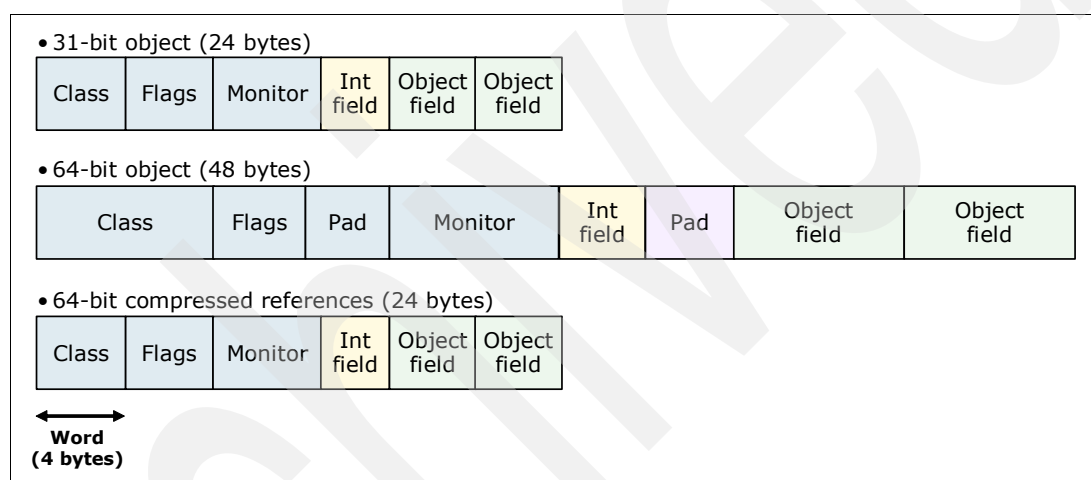 • 31-bit object (24 bytes)
Class Flags Monitor Int field Object field Object field
• 64-bit object (48 bytes)
Class Flags Pad Monitor Int field Pad Object field Object field
• 64-bit compressed references (24 bytes)
Class Flags Monitor Int field Object field Object field
Word
(4 bytes)